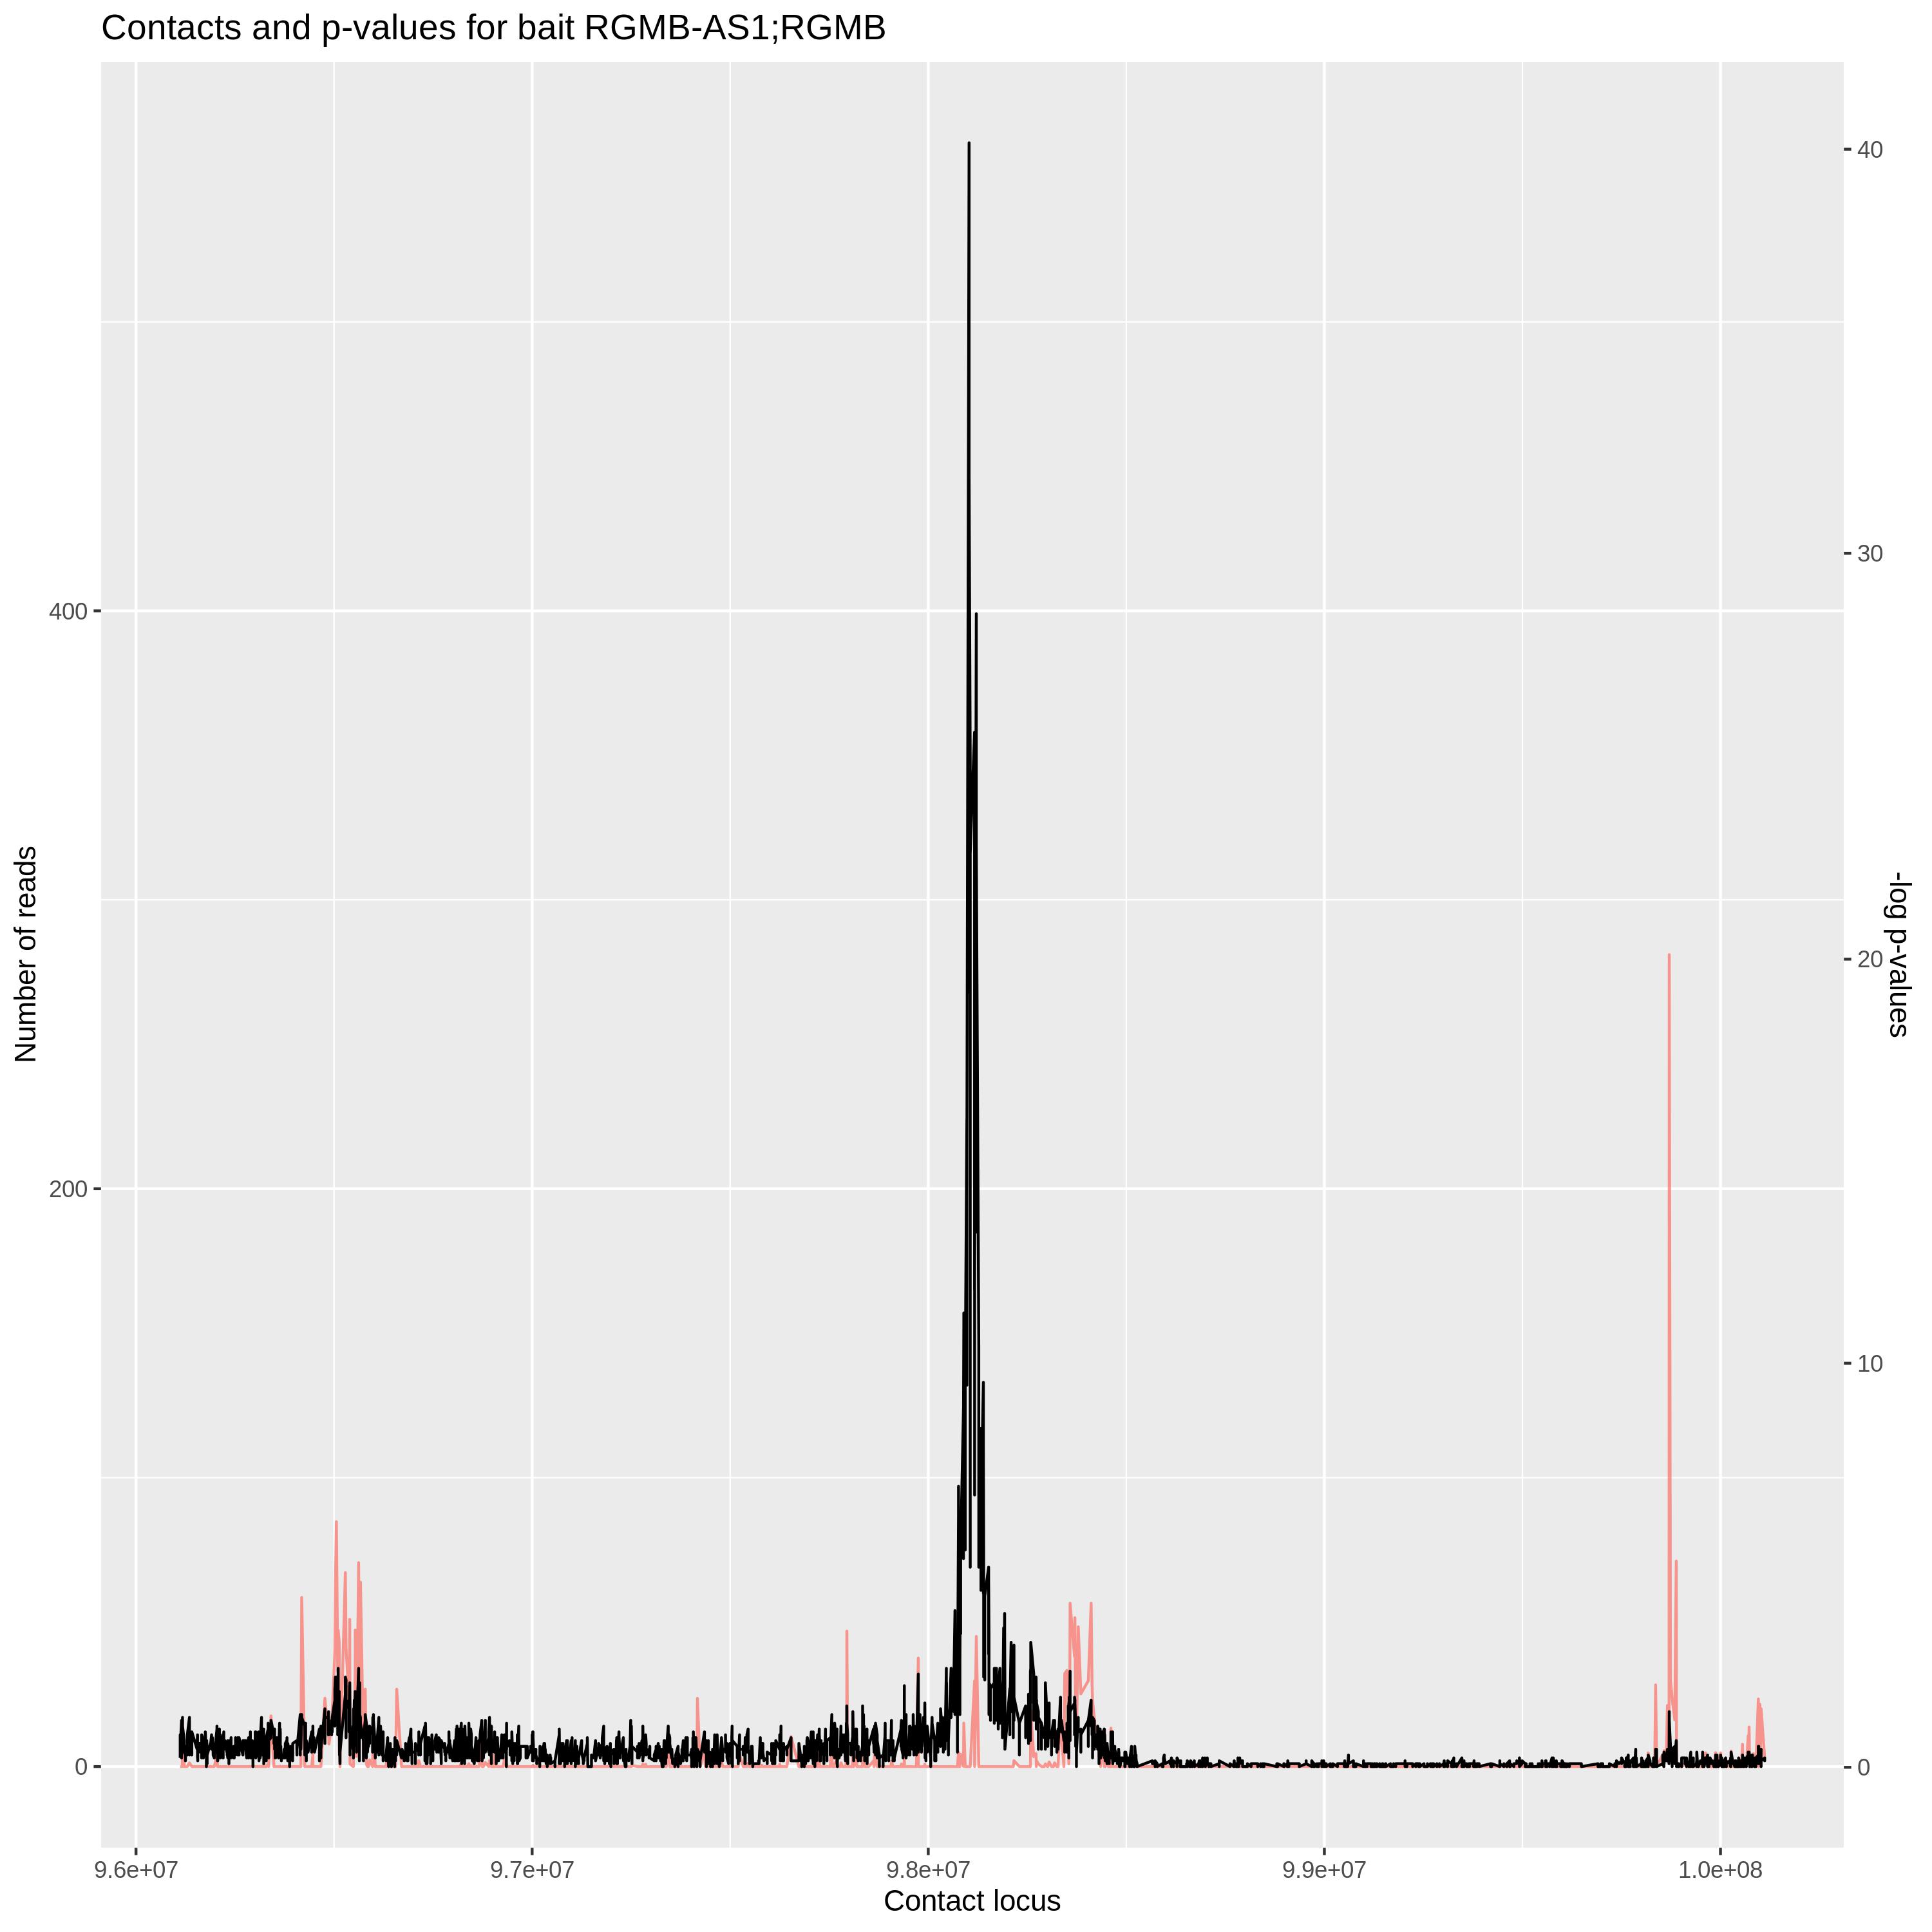 Contacts and p-values for bait RGMB-AS1;RGMB
40
30
400
Number of reads
-log p-values
20
200
10
0
0
9.6e+07
9.7e+07
9.8e+07
9.9e+07
1.0e+08
Contact locus